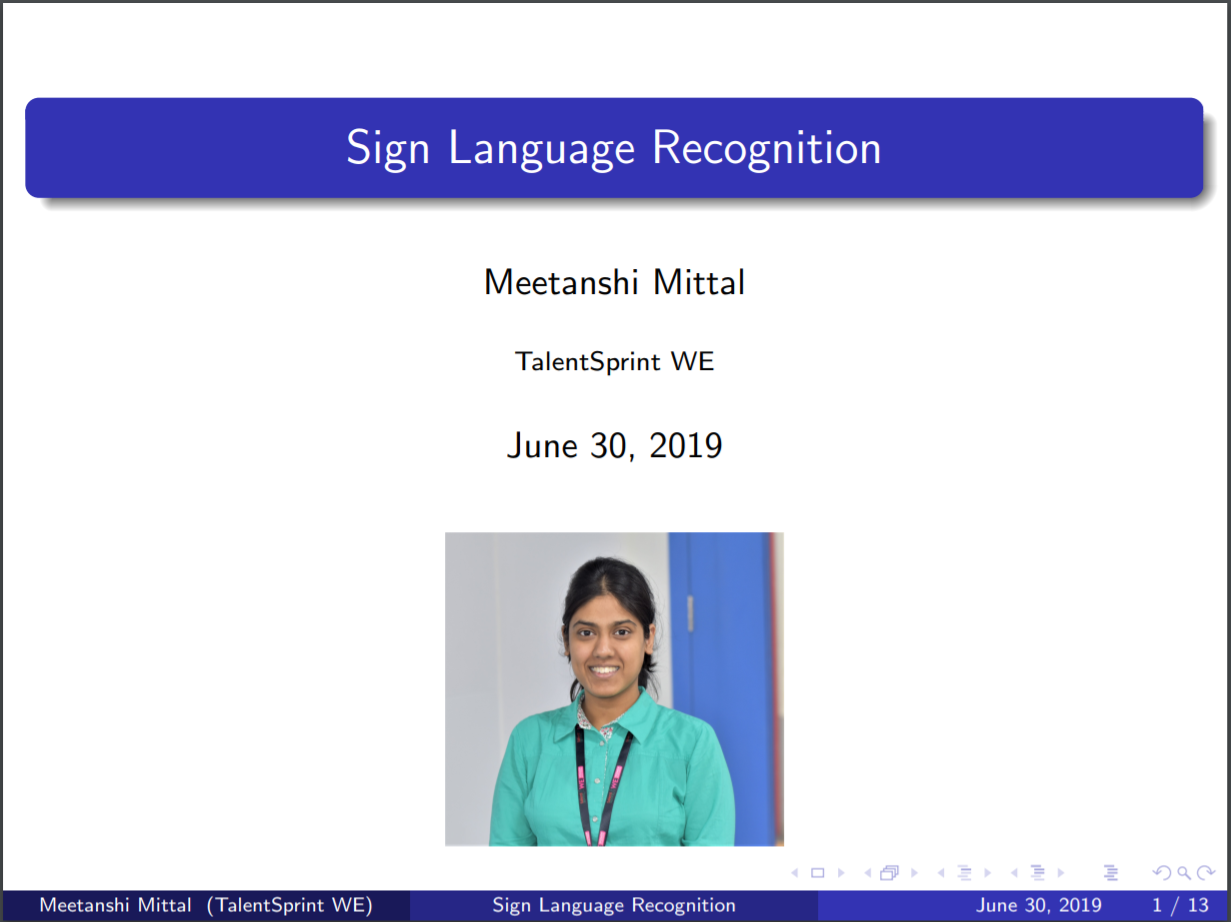 Sign Language Recognition
Meetanshi Mittal
TalentSprint WE
June 30, 2019
Meetanshi Mittal (TalentSprint WE) Sign Language Recognition June 30, 2019 1 / 13